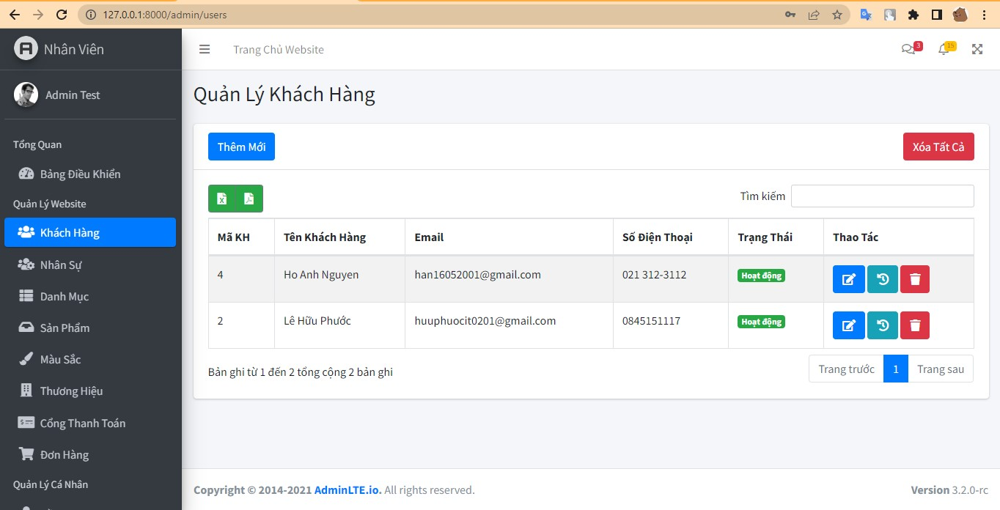 127.0.0.1:8000/admin/users
Nhân Viên
Trang Chủ Website
3
15
Admin Test
Tổng Quan
Bảng Điều Khiển
Quản Lý Website
Khách Hàng
Nhân Sự
Danh Mục
Sản Phẩm
Màu Sắc
Thương Hiệu
Cổng Thanh Toán
Đơn Hàng
Quản Lý Cá Nhân
Quản Lý Khách Hàng
Thêm Mới
Xóa Tất Cả
Tìm kiếm
Mã KH Tên Khách Hàng Email Số Điện Thoại Trạng Thái Thao Tác
4 Ho Anh Nguyen han16052001@gmail.com 021 312-3112 Hoạt động
2 Lê Hữu Phước huuphuocit0201@gmail.com 0845151117 Hoạt động
Bản ghi từ 1 đến 2 tổng cộng 2 bản ghi
Trang trước 1 Trang sau
Copyright © 2014-2021 AdminLTE.io. All rights reserved.
Version 3.2.0-rc